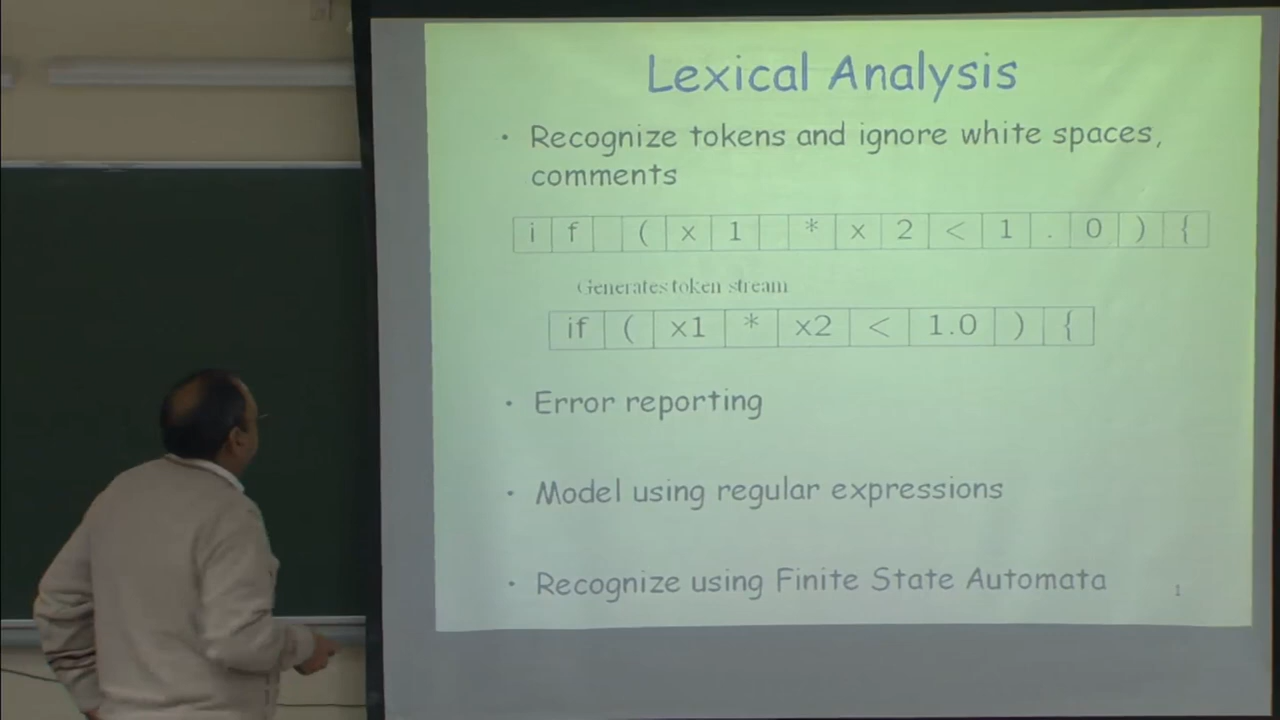 Lexical Analysis
• Recognize tokens and ignore white spaces,
comments
i f ( x 1 * x 2 < 1 . 0 ) {
Generates token stream
if ( x1 * x2 < 1.0 ) {
• Error reporting
• Model using regular expressions
• Recognize using Finite State Automata
1